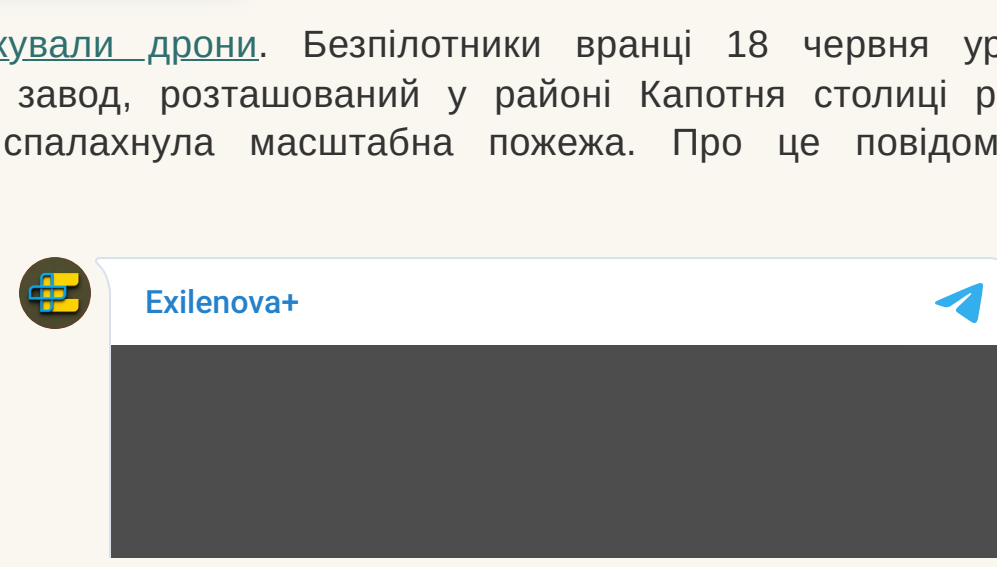 кували дрони. Безпілотники вранці 18 червня ур
завод, розташований у районі Капотня столиці р
спалахнула масштабна пожежа. Про це повідом
Exilenova+